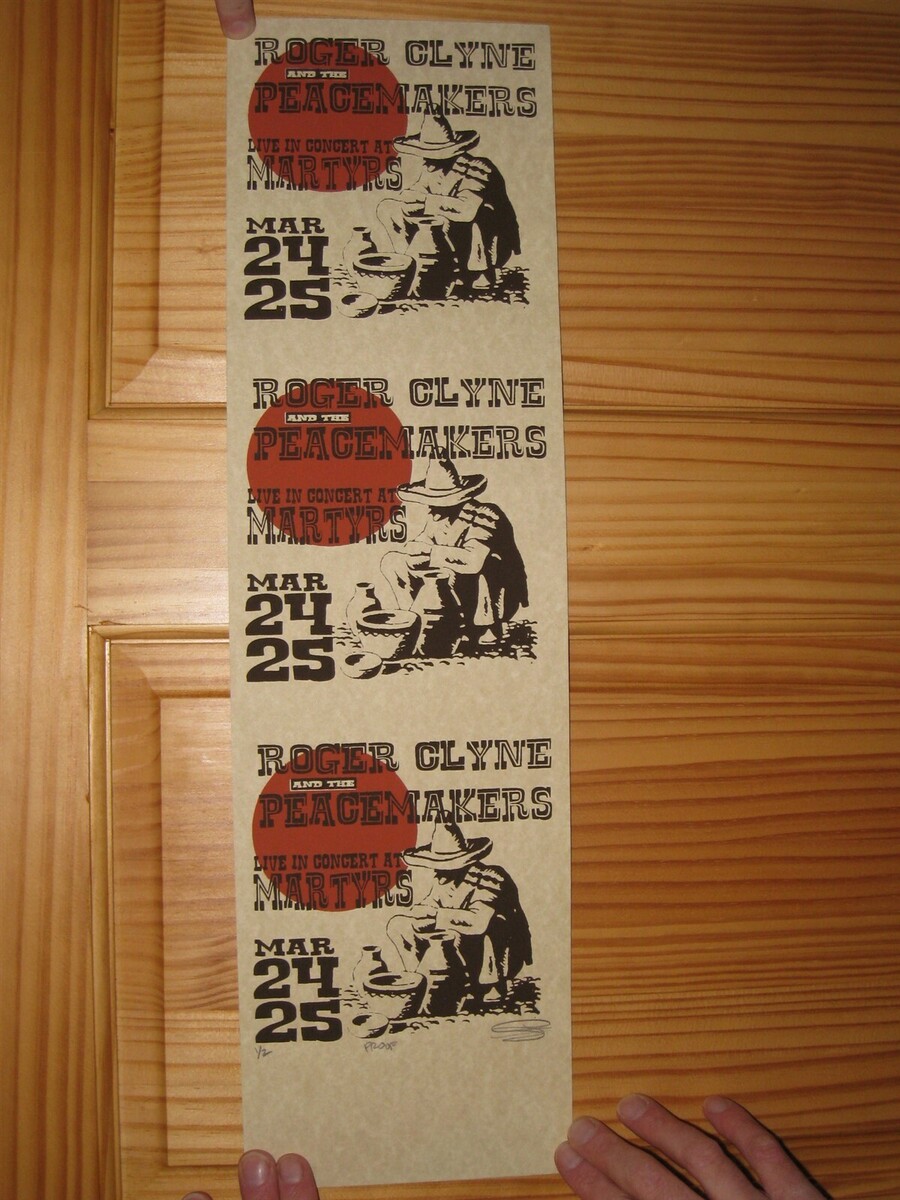 ROGER CLYNE
AND THE
PEACEMAKERS
LIVE IN CONCERT AT
MARTYRS
MAR
24
25
ROGER CLYNE
AND THE
PEACEMAKERS
LIVE IN CONCERT AT
MARTYRS
MAR
24
25
ROGER CLYNE
AND THE
PEACEMAKERS
LIVE IN CONCERT AT
MARTYRS
MAR
24
25
1/2 PROOF